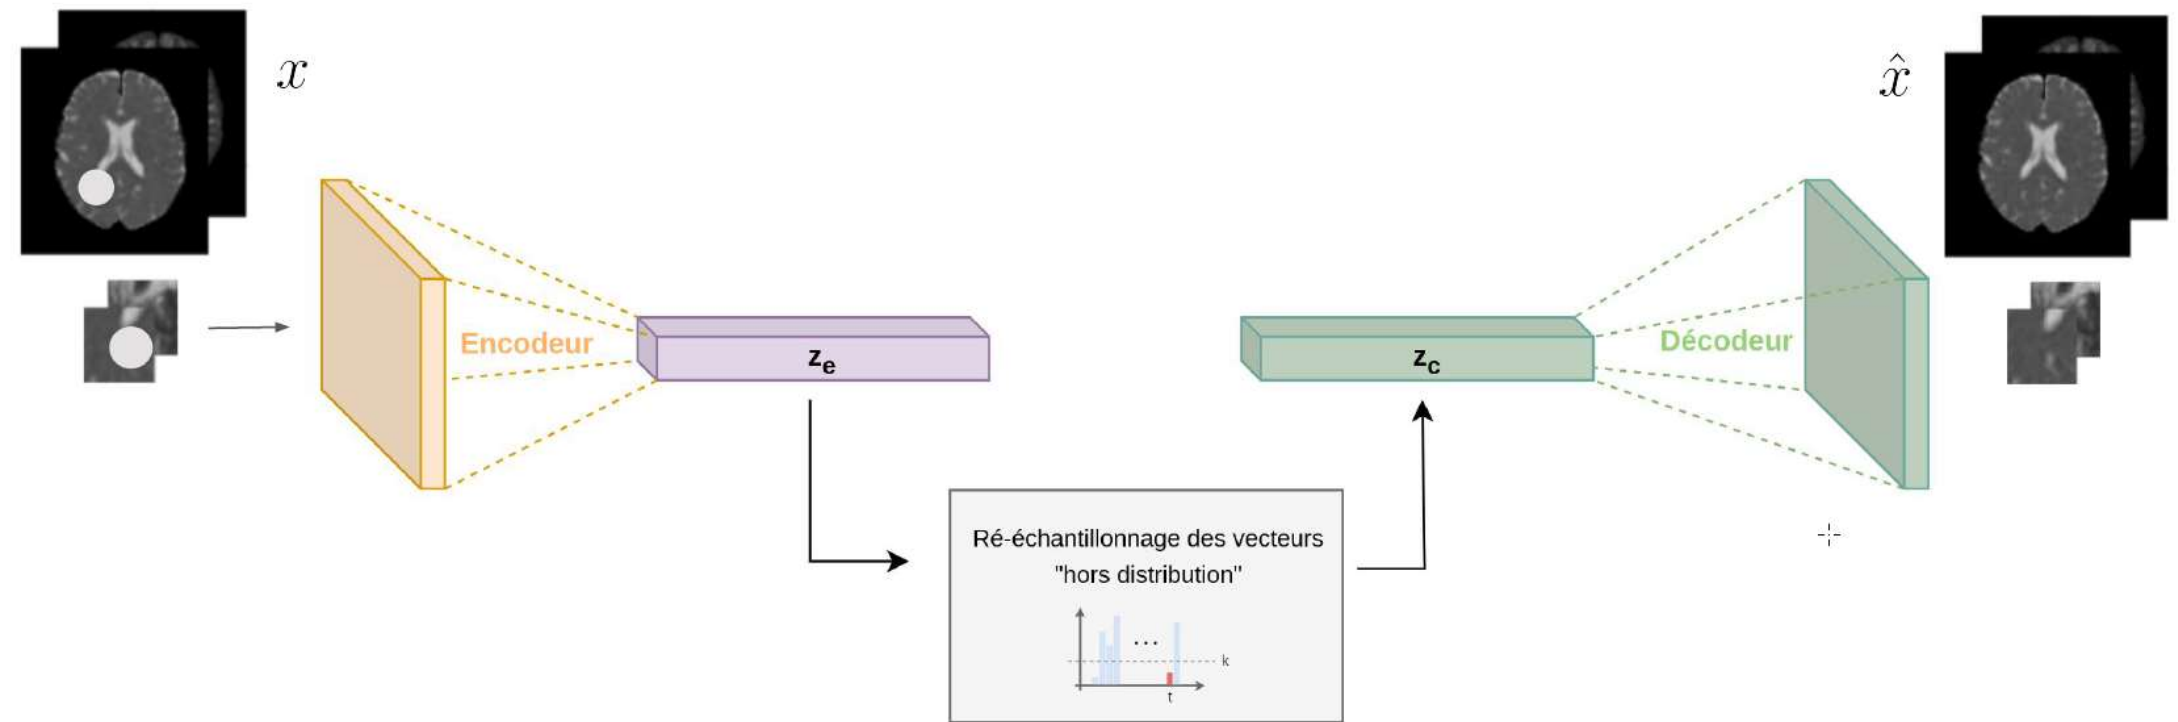 x
x̂
Encodeur
z_e
z_c
Décodeur
Ré-échantillonnage des vecteurs
"hors distribution"
...
k
t